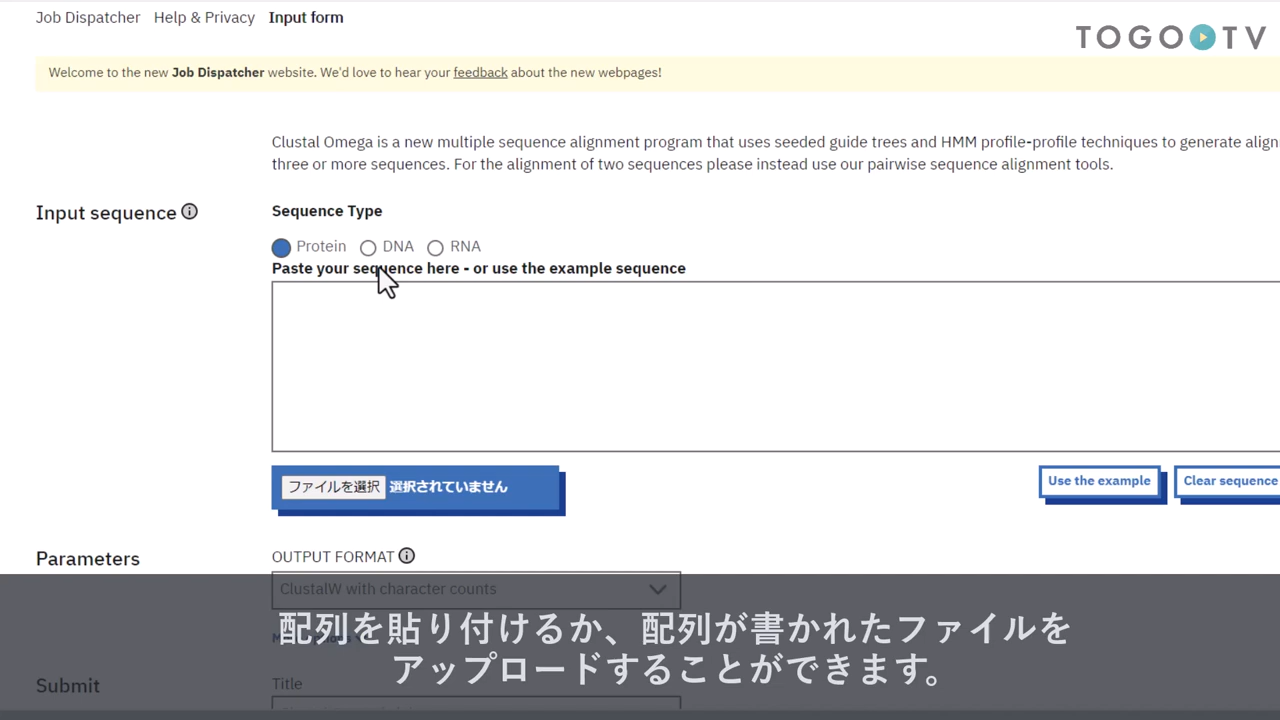 Job Dispatcher Help & Privacy Input form
TOGO TV
Welcome to the new Job Dispatcher website. We'd love to hear your feedback about the new webpages!
Clustal Omega is a new multiple sequence alignment program that uses seeded guide trees and HMM profile-profile techniques to generate align
three or more sequences. For the alignment of two sequences please instead use our pairwise sequence alignment tools.
Input sequence
Sequence Type
Protein DNA RNA
Paste your sequence here - or use the example sequence
ファイルを選択 選択されていません
Use the example Clear sequence
Parameters
OUTPUT FORMAT
ClustalW with character counts
配列を貼り付けるか、配列が書かれたファイルを
アップロードすることができます。
Submit
Title